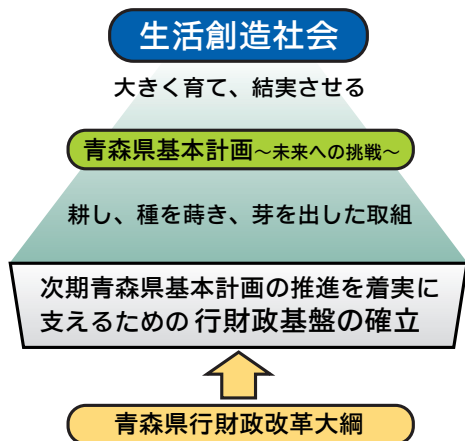 生活創造社会
大きく育て、結実させる
青森県基本計画~未来への挑戦~
耕し、種を蒔き、芽を出した取組
次期青森県基本計画の推進を着実に
支えるための行財政基盤の確立
青森県行財政改革大綱